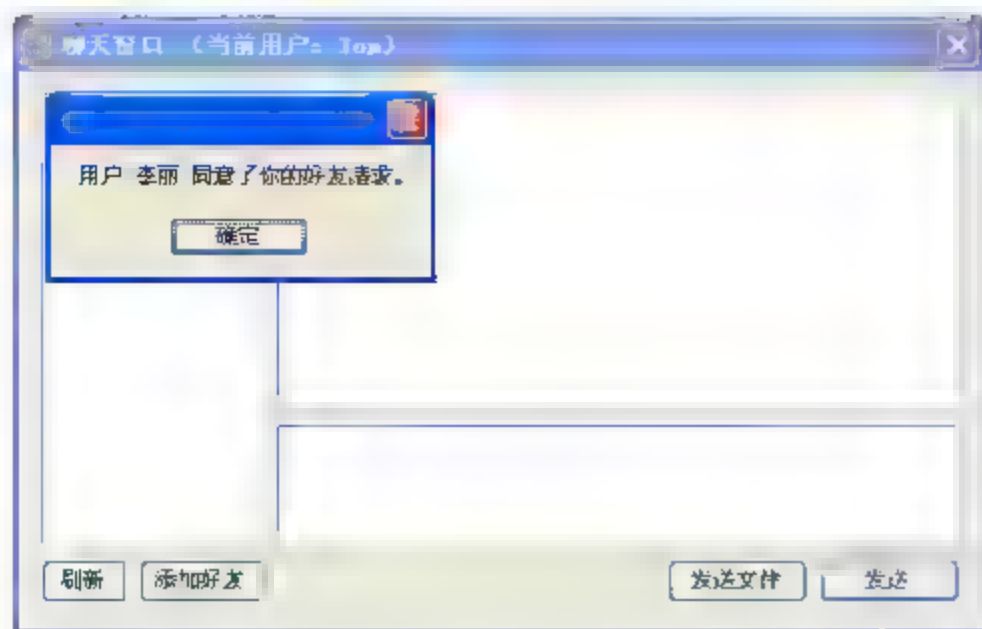 聊天窗口 （当前用户：Tom）
用户 李丽 同意了你的好友请求。
确定
刷新
添加好友
发送文件
发送